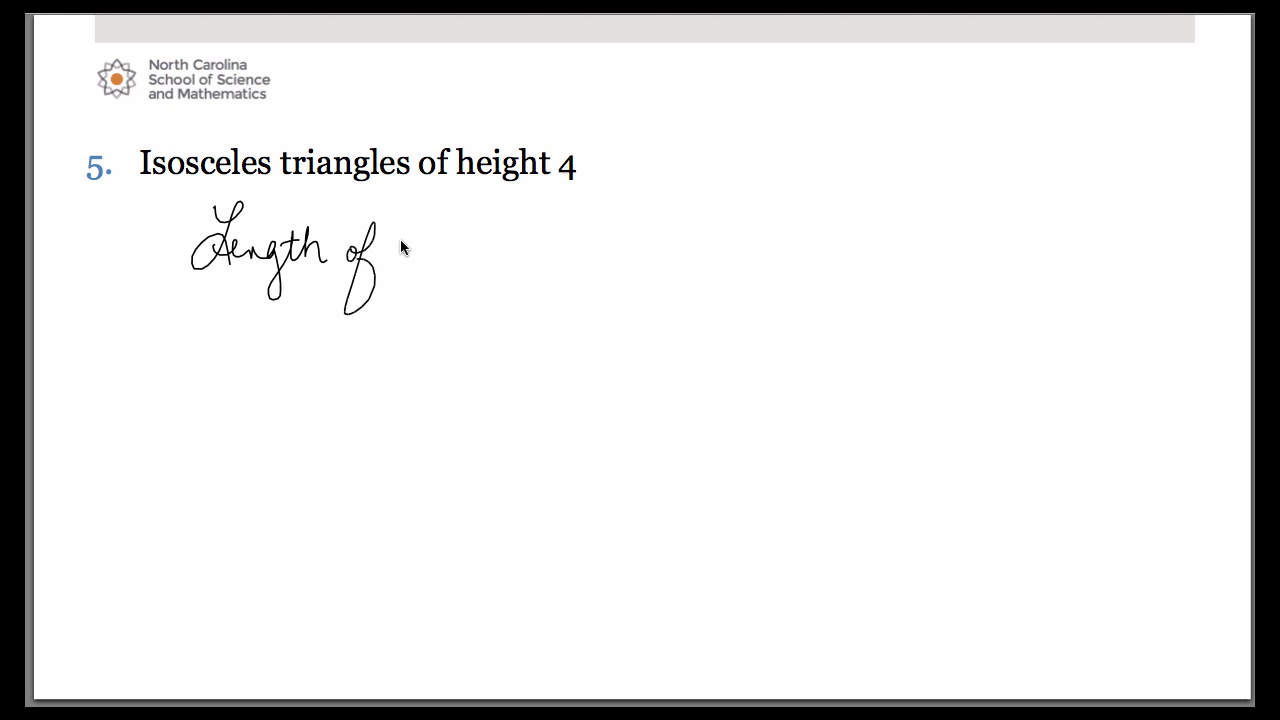 North Carolina
School of Science
and Mathematics
5. Isosceles triangles of height 4
Length of